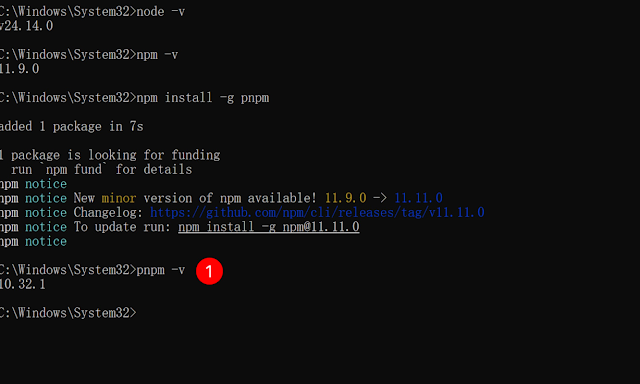 C:\Windows\System32>node -v
v24.14.0
C:\Windows\System32>npm -v
11.9.0
C:\Windows\System32>npm install -g pnpm
added 1 package in 7s
1 package is looking for funding
run `npm fund` for details
npm notice
npm notice New minor version of npm available! 11.9.0 -> 11.11.0
npm notice Changelog: https://github.com/npm/cli/releases/tag/v11.11.0
npm notice To update run: npm install -g npm@11.11.0
npm notice
C:\Windows\System32>pnpm -v 1
10.32.1
C:\Windows\System32>